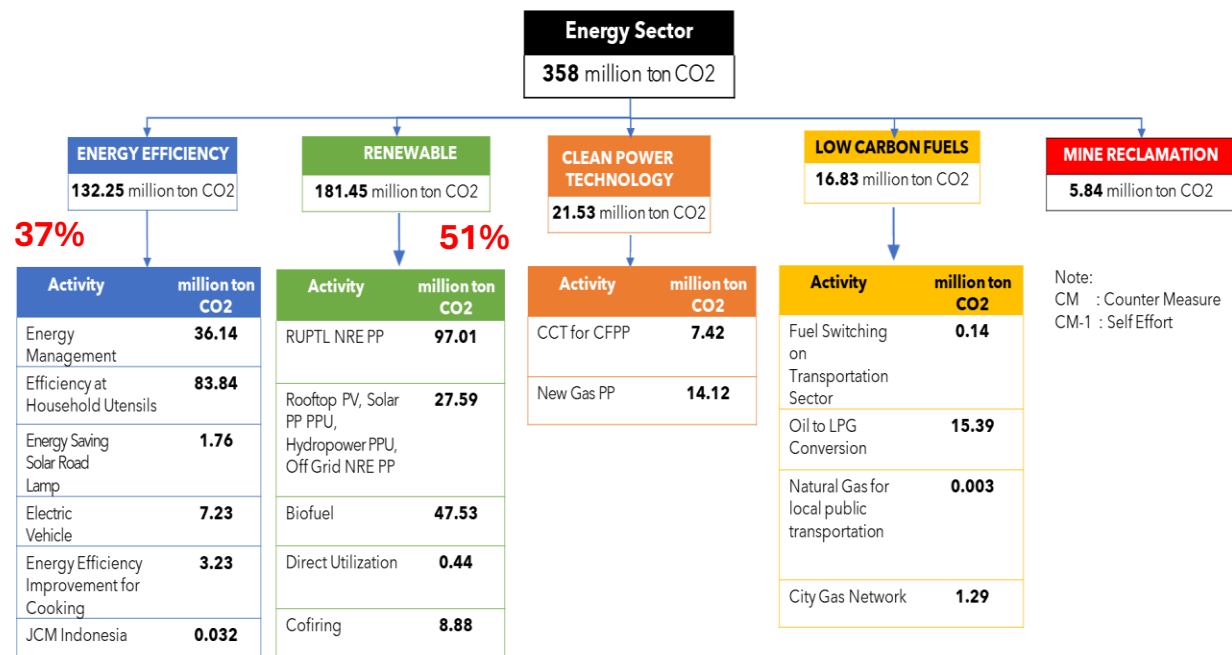 Energy Sector
358 million ton CO2
ENERGY EFFICIENCY
132.25 million ton CO2
37%
RENEWABLE
181.45 million ton CO2
51%
CLEAN POWER
TECHNOLOGY
21.53 million ton CO2
LOW CARBON FUELS
16.83 million ton CO2
MINE RECLAMATION
5.84 million ton CO2
Activity million ton
CO2
Energy 36.14
Management
Efficiency at 83.84
Household Utensils
Energy Saving 1.76
Solar Road
Lamp
Electric 7.23
Vehicle
Energy Efficiency 3.23
Improvement for
Cooking
JCM Indonesia 0.032
Activity million ton
CO2
RUPTL NRE PP 97.01
Rooftop PV, Solar 27.59
PP PPU,
Hydropower PPU,
Off Grid NRE PP
Biofuel 47.53
Direct Utilization 0.44
Cofiring 8.88
Activity million ton
CO2
CCT for CFPP 7.42
New Gas PP 14.12
Activity million ton
CO2
Fuel Switching 0.14
on
Transportation
Sector
Oil to LPG 15.39
Conversion
Natural Gas for 0.003
local public
transportation
City Gas Network 1.29
Note:
CM : Counter Measure
CM-1 : Self Effort